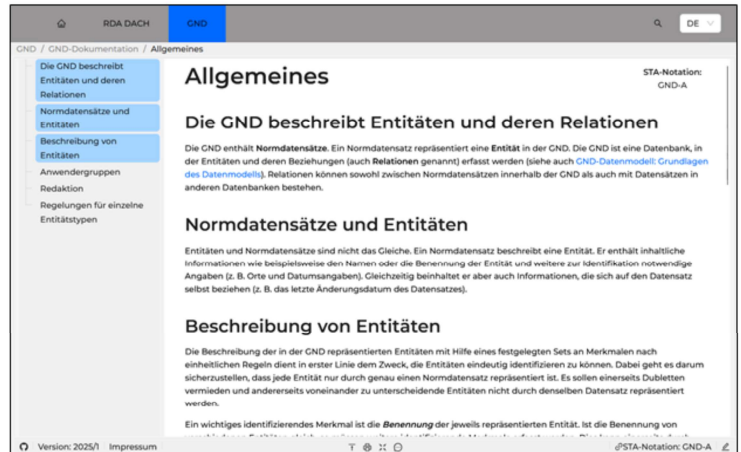 RDA DACH
GND
DE
GND / GND-Dokumentation / Allgemeines
Die GND beschreibt
Entitäten und deren
Relationen
Normdatensätze und
Entitäten
Beschreibung von
Entitäten
Anwendergruppen
Redaktion
Regelungen für einzelne
Entitätstypen
Allgemeines
STA-Notation:
GND-A
Die GND beschreibt Entitäten und deren Relationen
Die GND enthält Normdatensätze. Ein Normdatensatz repräsentiert eine Entität in der GND. Die GND ist eine Datenbank, in
der Entitäten und deren Beziehungen (auch Relationen genannt) erfasst werden (siehe auch GND-Datenmodell: Grundlagen
des Datenmodells). Relationen können sowohl zwischen Normdatensätzen innerhalb der GND als auch mit Datensätzen in
anderen Datenbanken bestehen.
Normdatensätze und Entitäten
Entitäten und Normdatensätze sind nicht das Gleiche. Ein Normdatensatz beschreibt eine Entität. Er enthält inhaltliche
Informationen wie beispielsweise den Namen oder die Benennung der Entität und weitere zur Identifikation notwendige
Angaben (z. B. Orte und Datumsangaben). Gleichzeitig beinhaltet er aber auch Informationen, die sich auf den Datensatz
selbst beziehen (z. B. das letzte Änderungsdatum des Datensatzes).
Beschreibung von Entitäten
Die Beschreibung der in der GND repräsentierten Entitäten mit Hilfe eines festgelegten Sets an Merkmalen nach
einheitlichen Regeln dient in erster Linie dem Zweck, die Entitäten eindeutig identifizieren zu können. Dabei geht es darum
sicherzustellen, dass jede Entität nur durch genau einen Normdatensatz repräsentiert ist. Es sollen einerseits Dubletten
vermieden und andererseits voneinander zu unterscheidende Entitäten nicht durch denselben Datensatz repräsentiert
werden.
Ein wichtiges identifizierendes Merkmal ist die Benennung der jeweils repräsentierten Entität. Ist die Benennung von
Version: 2025/1 Impressum
STA-Notation: GND-A